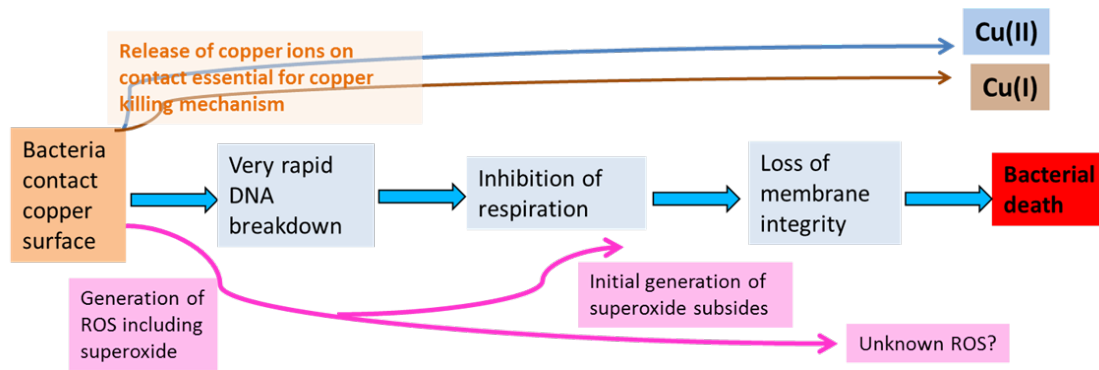 Release of copper ions on
contact essential for copper
killing mechanism
Cu(II)
Cu(I)
Bacteria
contact
copper
surface
Very rapid
DNA
breakdown
Inhibition of
respiration
Loss of
membrane
integrity
Bacterial
death
Generation of
ROS including
superoxide
Initial generation of
superoxide subsides
Unknown ROS?